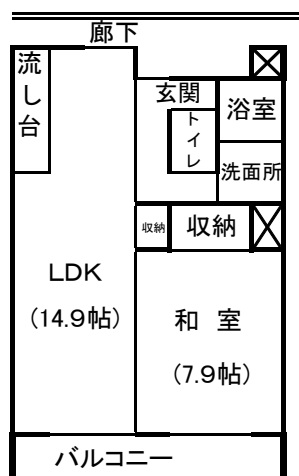 廊下
流し台
玄関
浴室
トイレ
洗面所
収納
収納
LDK
(14.9帖)
和 室
(7.9帖)
バルコニー